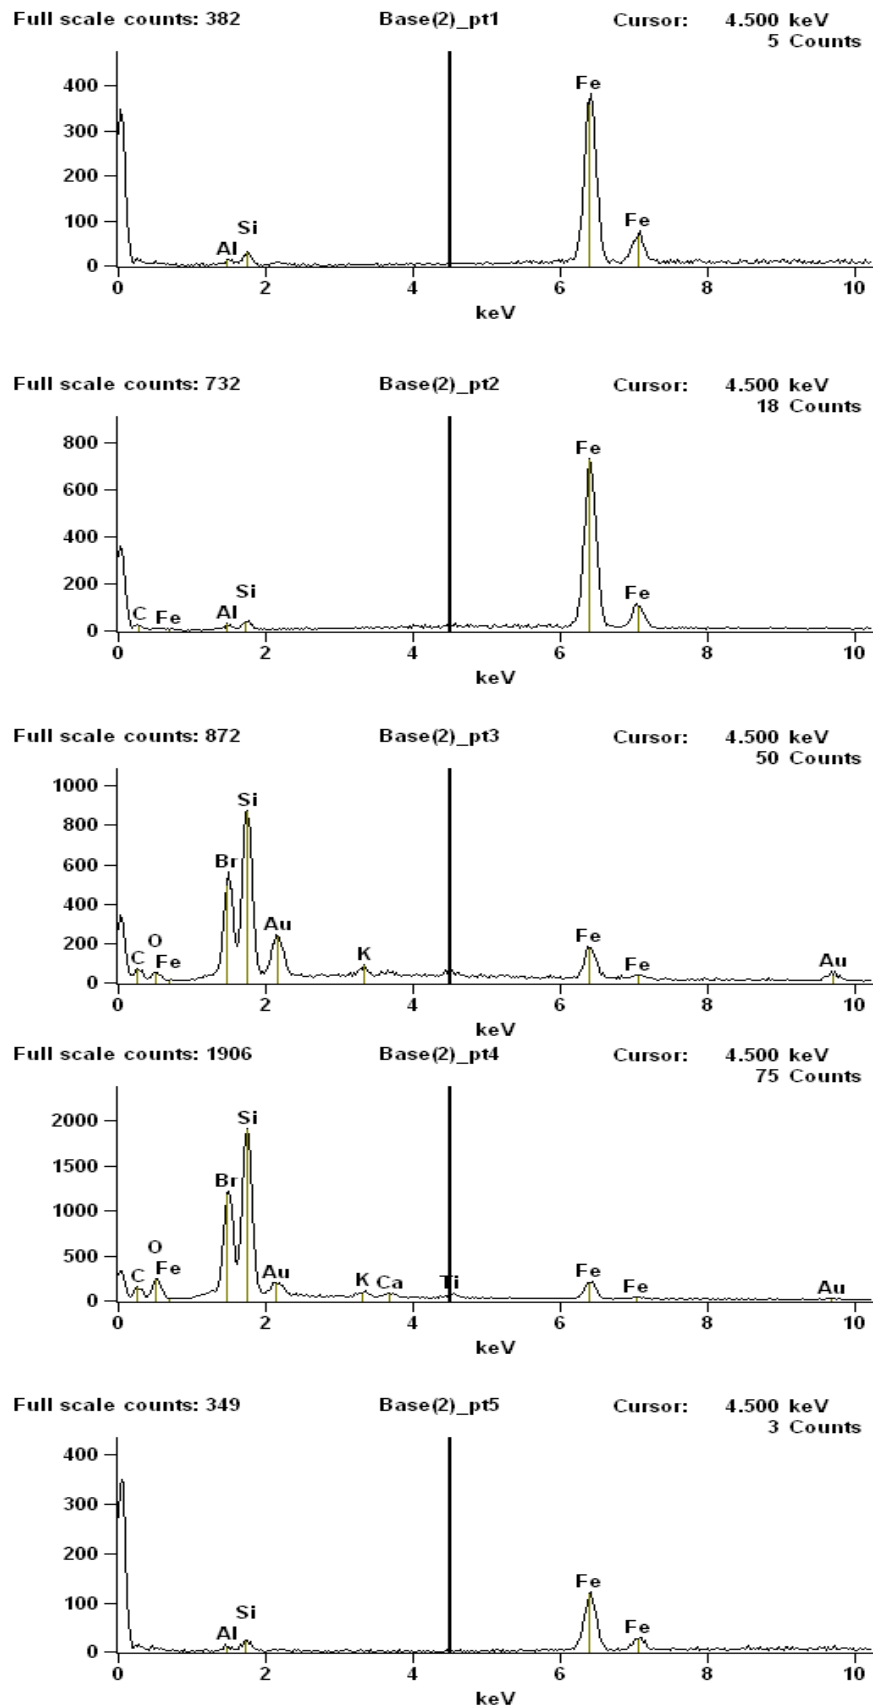 Full scale counts: 382 Base(2)_pt1 Cursor: 4.500 keV
5 Counts
400
Fe
300
200
Fe
100
Si
Al
0
0 2 4 6 8 10
keV
Full scale counts: 732 Base(2)_pt2 Cursor: 4.500 keV
18 Counts
800
Fe
600
400
200
C Fe Al Si Fe
0
0 2 4 6 8 10
keV
Full scale counts: 872 Base(2)_pt3 Cursor: 4.500 keV
50 Counts
1000
Si
800
600
Br
400
Au
200
C O Fe K Fe Fe Au
0
0 2 4 6 8 10
keV
Full scale counts: 1906 Base(2)_pt4 Cursor: 4.500 keV
75 Counts
2000
Si
1500
Br
1000
500
C O Fe Au K Ca Ti Fe Fe Au
0
0 2 4 6 8 10
keV
Full scale counts: 349 Base(2)_pt5 Cursor: 4.500 keV
3 Counts
400
300
200
Fe
100
Al Si Fe
0
0 2 4 6 8 10
keV